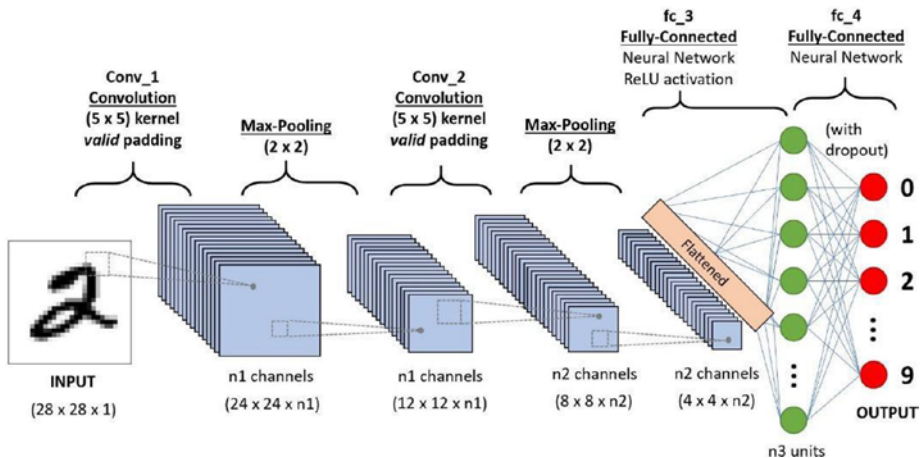 fc_3
Fully-Connected
Neural Network
ReLU activation
fc_4
Fully-Connected
Neural Network
Conv_1
Convolution
(5 x 5) kernel
valid padding
Max-Pooling
(2 x 2)
Conv_2
Convolution
(5 x 5) kernel
valid padding
Max-Pooling
(2 x 2)
(with
dropout)
Flattened
0
1
2
9
OUTPUT
INPUT
(28 x 28 x 1)
n1 channels
(24 x 24 x n1)
n1 channels
(12 x 12 x n1)
n2 channels
(8 x 8 x n2)
n2 channels
(4 x 4 x n2)
n3 units
2